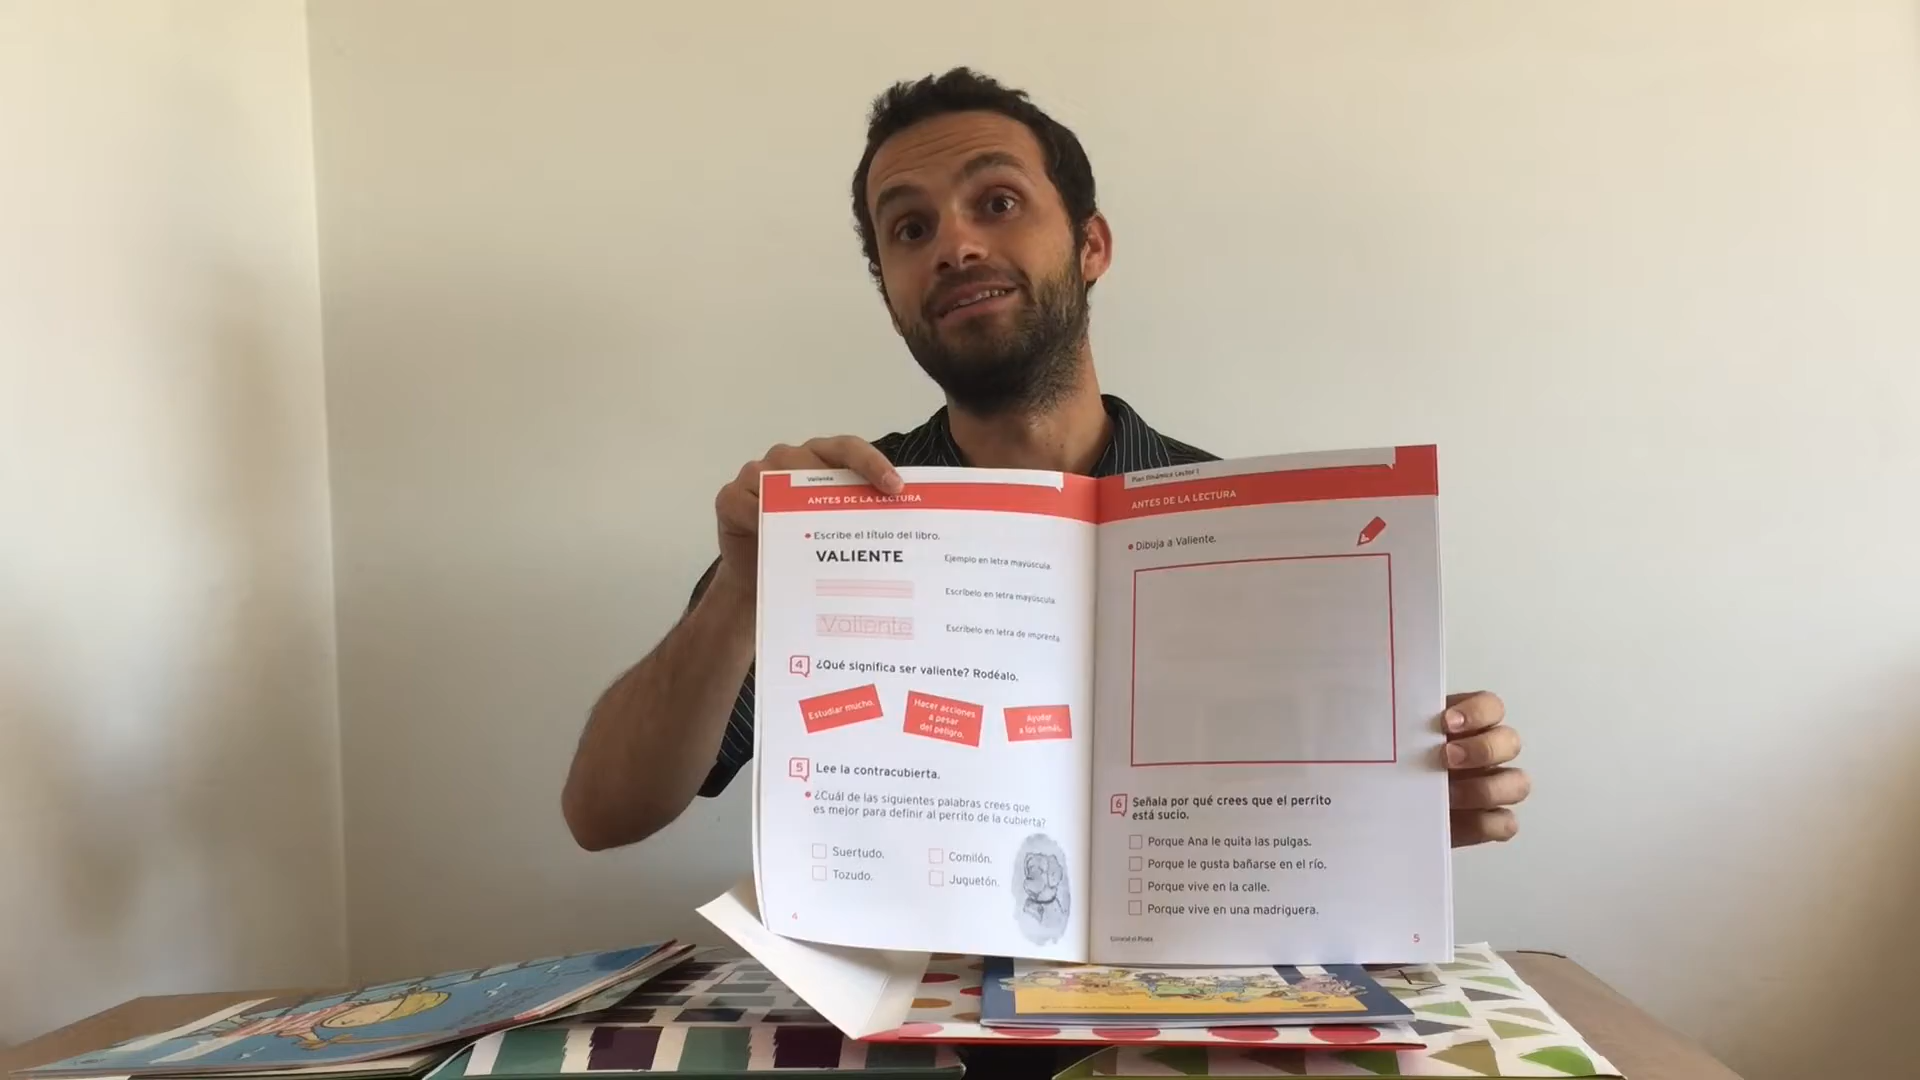 Valiente
ANTES DE LA LECTURA
Escribe el título del libro.
VALIENTE
Ejemplo en letra mayúscula.
Escríbelo en letra mayúscula.
Valiente
Escríbelo en letra de imprenta.
4 ¿Qué significa ser valiente? Rodéalo.
Estudiar mucho.
Hacer acciones
a pesar
del peligro.
Ayudar
a los demás.
5 Lee la contracubierta.
¿Cuál de las siguientes palabras crees que
es mejor para definir al perrito de la cubierta?
Suertudo.
Comilón.
Tozudo.
Juguetón.
4
Plan Dinámico Lector 1
ANTES DE LA LECTURA
Dibuja a Valiente.
6 Señala por qué crees que el perrito
está sucio.
Porque Ana le quita las pulgas.
Porque le gusta bañarse en el río.
Porque vive en la calle.
Porque vive en una madriguera.
Editorial el Pirata
5